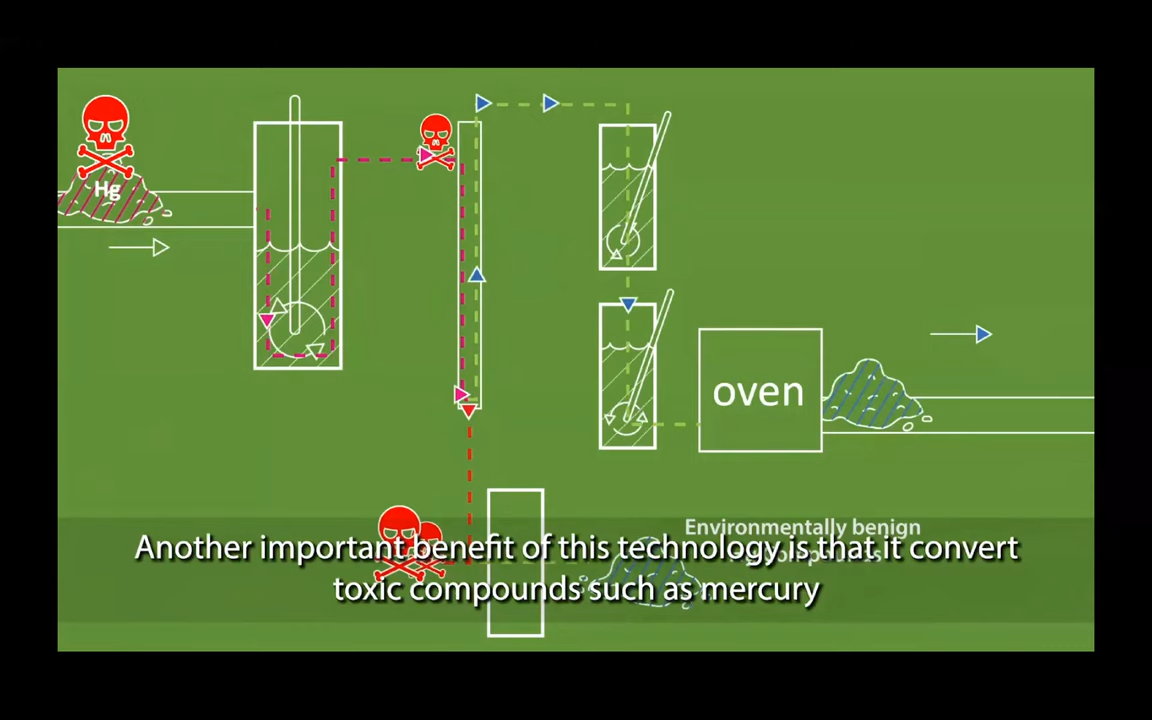 Hg
oven
Environmentally benign
Another important benefit of this technology is that it convert
toxic compounds such as mercury